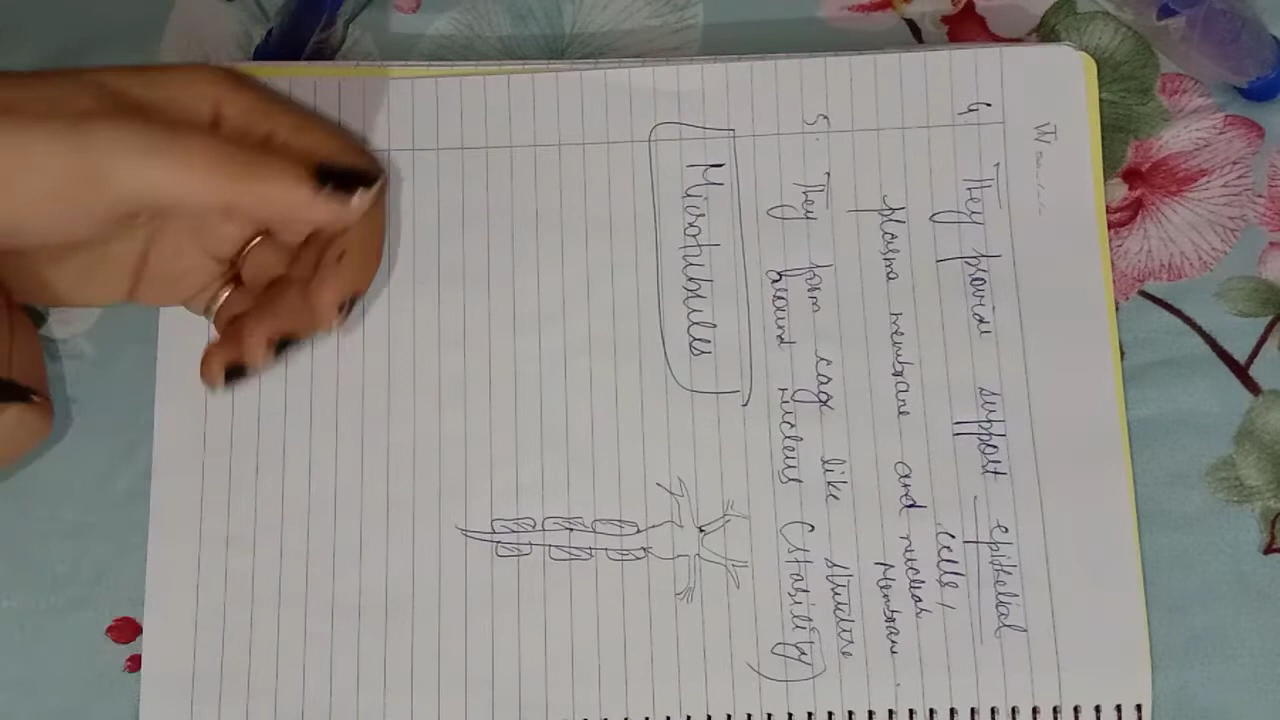 4 They provide support epithelial
cells,
plasma membrane and nuclear
Membrane.
5. They form cage like structure
around nucleus (stability)
Microtubules